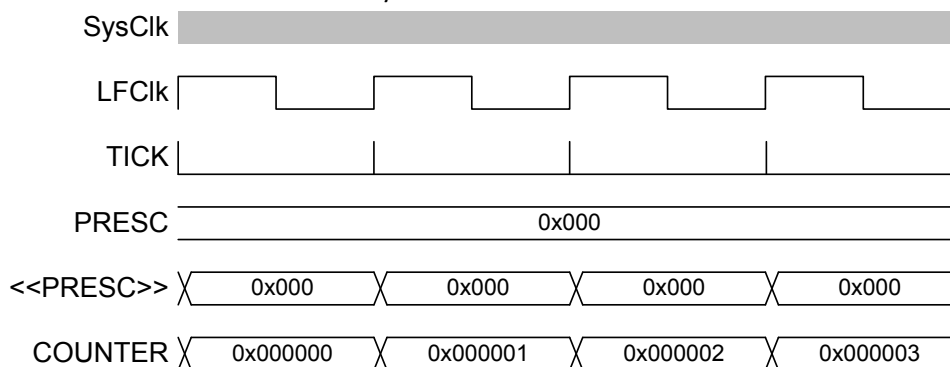 SysClk
LFClk
TICK
PRESC 0x000
<<PRESC>> 0x000 0x000 0x000 0x000
COUNTER 0x000000 0x000001 0x000002 0x000003